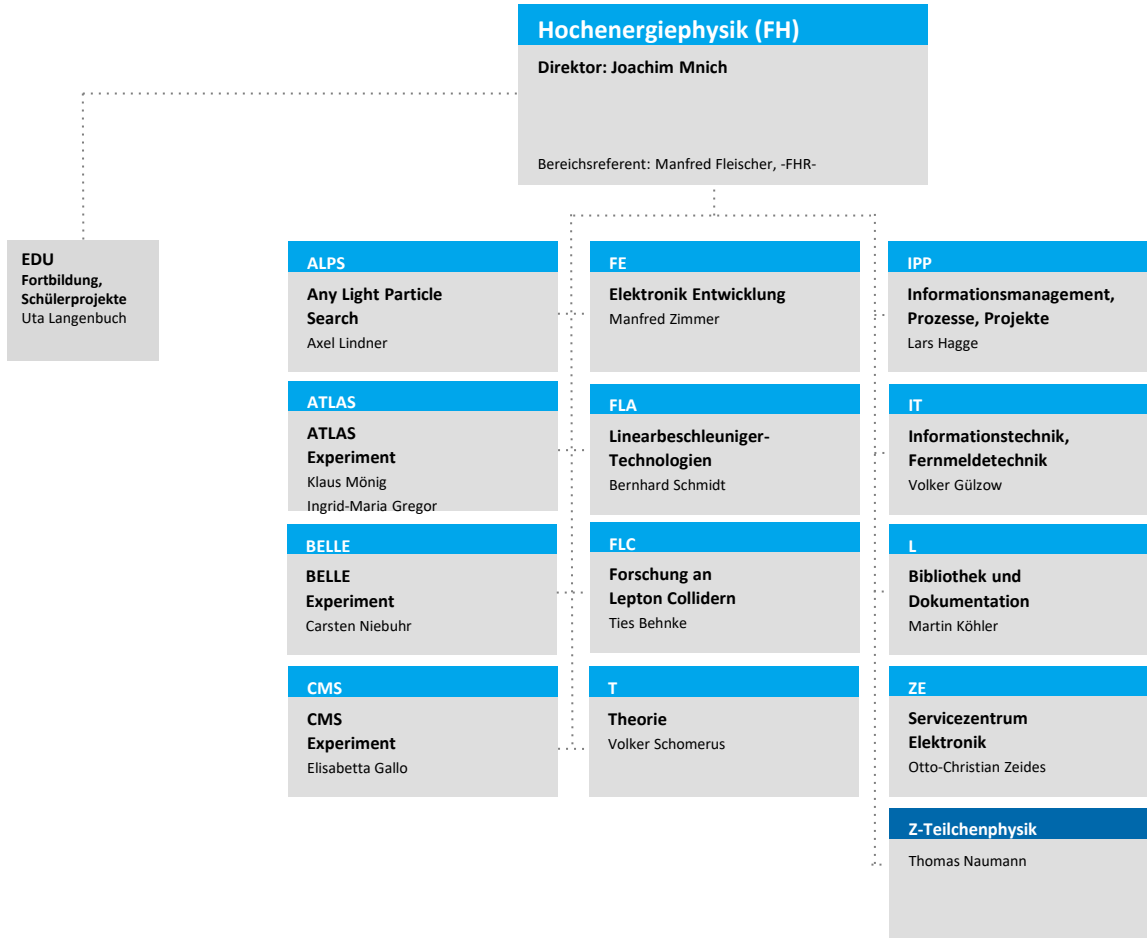 Hochenergiephysik (FH)
Direktor: Joachim Mnich
Bereichsreferent: Manfred Fleischer, -FHR-
EDU
Fortbildung,
Schülerprojekte
Uta Langenbuch
ALPS
Any Light Particle
Search
Axel Lindner
FE
Elektronik Entwicklung
Manfred Zimmer
IPP
Informationsmanagement,
Prozesse, Projekte
Lars Hagge
ATLAS
ATLAS
Experiment
Klaus Mönig
Ingrid-Maria Gregor
FLA
Linearbeschleuniger-
Technologien
Bernhard Schmidt
IT
Informationstechnik,
Fernmeldetechnik
Volker Gülzow
BELLE
BELLE
Experiment
Carsten Niebuhr
FLC
Forschung an
Lepton Collidern
Ties Behnke
L
Bibliothek und
Dokumentation
Martin Köhler
CMS
CMS
Experiment
Elisabetta Gallo
T
Theorie
Volker Schomerus
ZE
Servicezentrum
Elektronik
Otto-Christian Zeides
Z-Teilchenphysik
Thomas Naumann